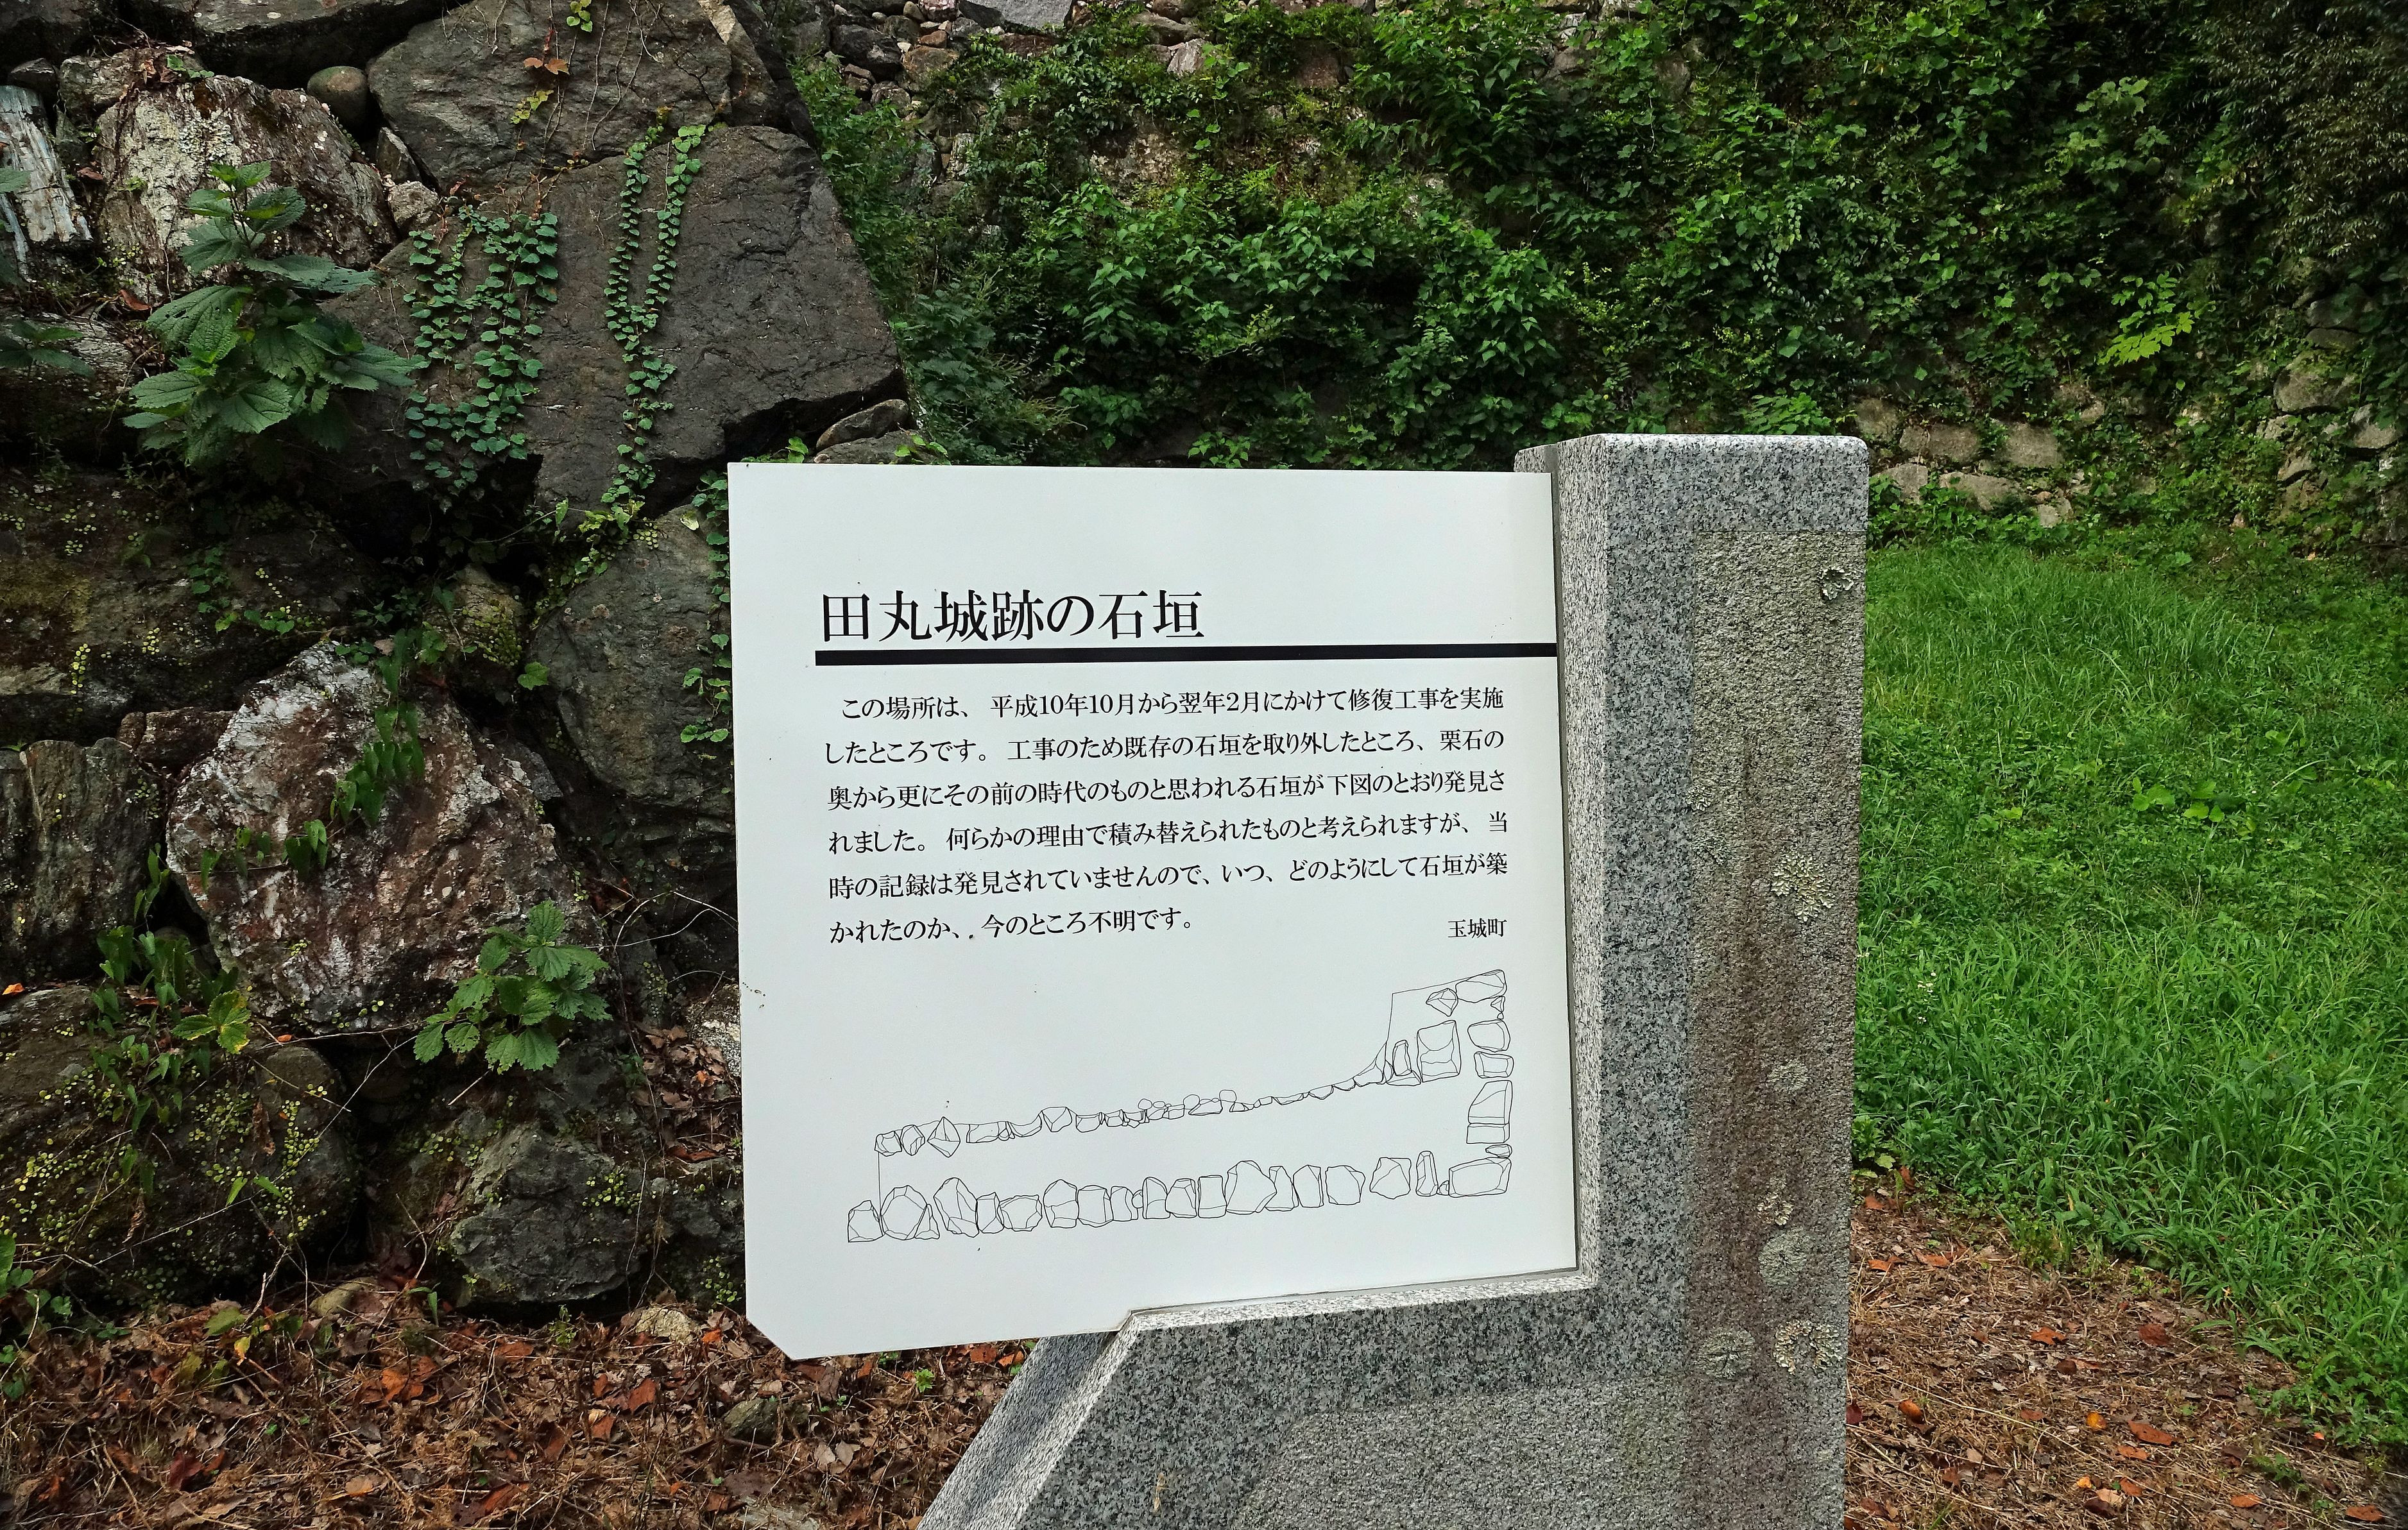 田丸城跡の石垣
この場所は、平成10年10月から翌年2月にかけて修復工事を実施
したところです。工事のため既存の石垣を取り外したところ、栗石の
奥から更にその前の時代のものと思われる石垣が下図のとおり発見さ
れました。何らかの理由で積み替えられたものと考えられますが、当
時の記録は発見されていませんので、いつ、どのようにして石垣が築
かれたのか、今のところ不明です。
玉城町